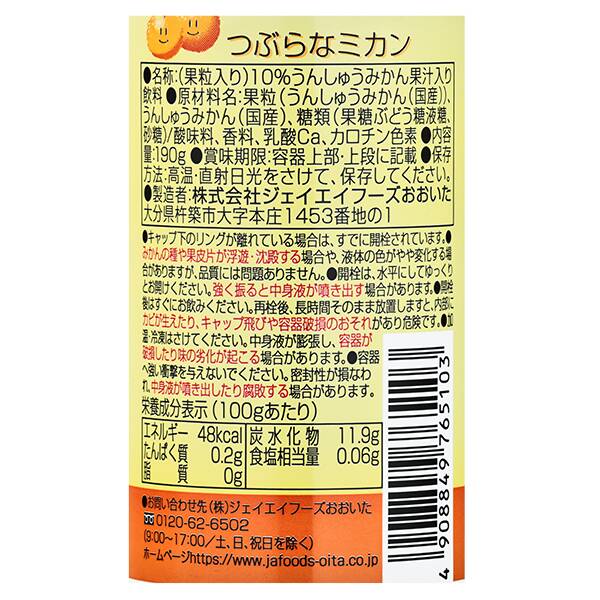 つぶらなミカン
●名称:(果粒入り)10%うんしゅうみかん果汁入り
飲料 ●原材料名:果粒(うんしゅうみかん(国産))、
うんしゅうみかん(国産)、糖類(果糖ぶどう糖液糖、
砂糖)/酸味料、香料、乳酸Ca、カロチン色素 ●内容
量:190g ●賞味期限:容器上部・上段に記載 ●保存
方法:高温・直射日光をさけて、保存してください。
●製造者:株式会社ジェイエイフーズおおいた
大分県杵築市大字本庄1453番地の1
●キャップ下のリングが離れている場合は、すでに開栓されています。●
みかんの種や果皮片が浮遊・沈殿する場合や、液体の色がやや変化する場
合がありますが、品質には問題ありません。●開栓は、水平にしてゆっくり
とお開けください。強く振ると中身液が噴き出す場合があります。●開栓
後はすぐにお飲みください。再栓後、長時間そのまま放置しますと、内部に
カビが生えたり、キャップ飛びや容器破損のおそれがあり危険です。●加
温・冷凍はさけてください。中身液が膨張し、容器が
破損したり味の劣化が起こる場合があります。●容器
へ強い衝撃を与えないでください。密封性が損なわ
れ、中身液が噴き出したり腐敗する場合があります。
栄養成分表示(100gあたり)
エネルギー 48kcal 炭水化物 11.9g
たんぱく質 0.2g 食塩相当量 0.06g
脂質 0g
●お問い合わせ先(株)ジェイエイフーズおおいた
0120-62-6502
(9:00~17:00/土、日、祝日を除く)
ホームページhttps://www.jafoods-oita.co.jp
4 908849 765103